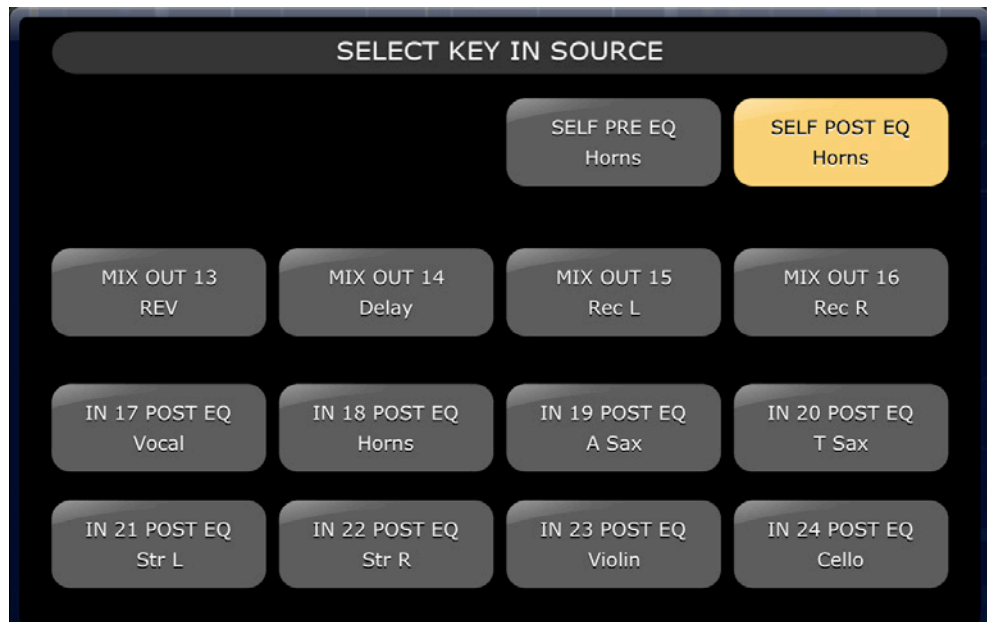 SELECT KEY IN SOURCE
SELF PRE EQ
Horns
SELF POST EQ
Horns
MIX OUT 13
REV
MIX OUT 14
Delay
MIX OUT 15
Rec L
MIX OUT 16
Rec R
IN 17 POST EQ
Vocal
IN 18 POST EQ
Horns
IN 19 POST EQ
A Sax
IN 20 POST EQ
T Sax
IN 21 POST EQ
Str L
IN 22 POST EQ
Str R
IN 23 POST EQ
Violin
IN 24 POST EQ
Cello